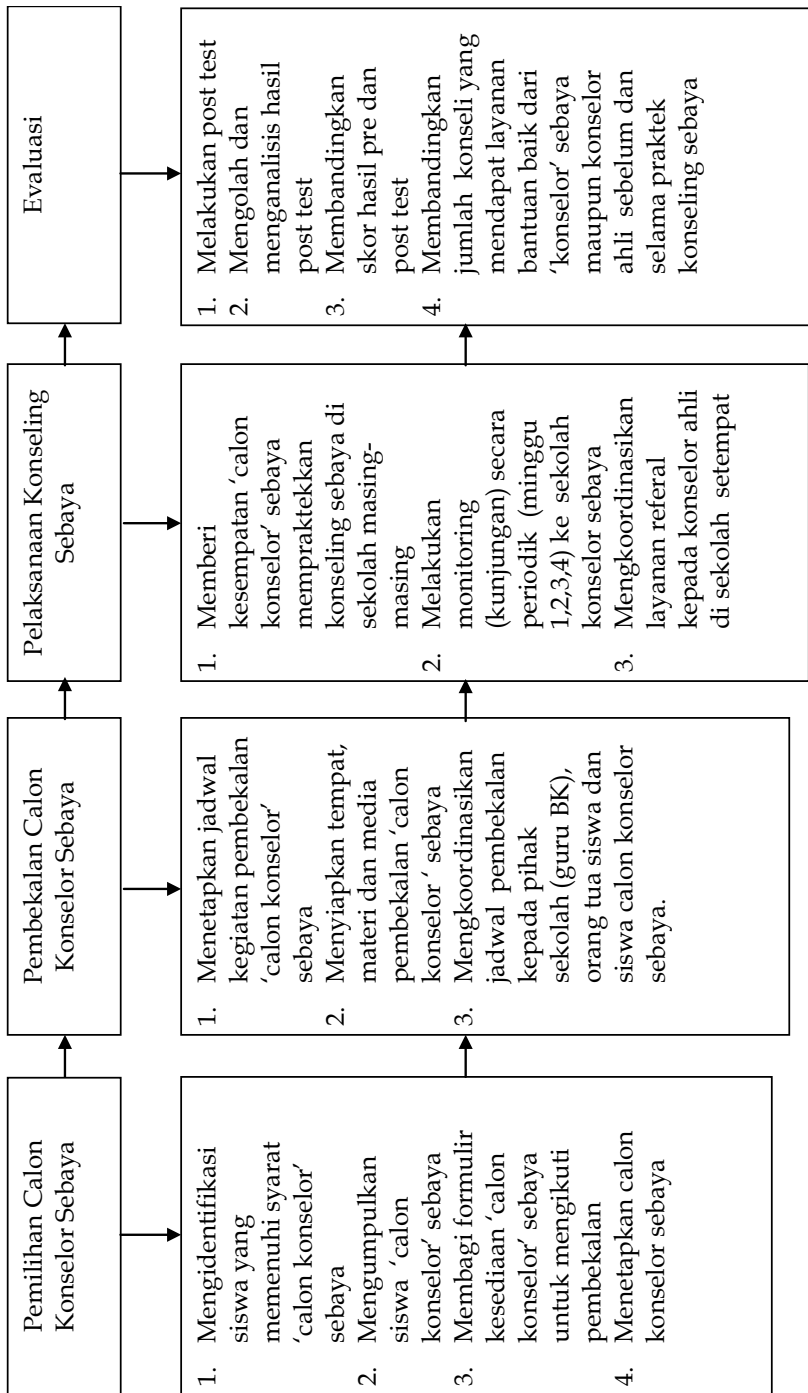 Pemilihan Calon
Konselor Sebaya
Pembekalan Calon
Konselor Sebaya
Pelaksanaan Konseling
Sebaya
Evaluasi
1. Mengidentifikasi
siswa yang
memenuhi syarat
‘calon konselor’
sebaya
2. Mengumpulkan
siswa ‘calon
konselor’ sebaya
3. Membagi formulir
kesediaan ‘calon
konselor’ sebaya
untuk mengikuti
pembekalan
4. Menetapkan calon
konselor sebaya
1. Menetapkan jadwal
kegiatan pembekalan
‘calon konselor’
sebaya
2. Menyiapkan tempat,
materi dan media
pembekalan ‘calon
konselor ‘ sebaya
3. Mengkoordinasikan
jadwal pembekalan
kepada pihak
sekolah (guru BK),
orang tua siswa dan
siswa calon konselor
sebaya.
1. Memberi
kesempatan ‘calon
konselor’ sebaya
mempraktekkan
konseling sebaya di
sekolah masing-
masing
2. Melakukan
monitoring
(kunjungan) secara
periodik (minggu
1,2,3,4) ke sekolah
konselor sebaya
3. Mengkoordinasikan
layanan referal
kepada konselor ahli
di sekolah setempat
1. Melakukan post test
2. Mengolah dan
menganalisis hasil
post test
3. Membandingkan
skor hasil pre dan
post test
4. Membandingkan
jumlah konseli yang
mendapat layanan
bantuan baik dari
‘konselor’ sebaya
maupun konselor
ahli sebelum dan
selama praktek
konseling sebaya